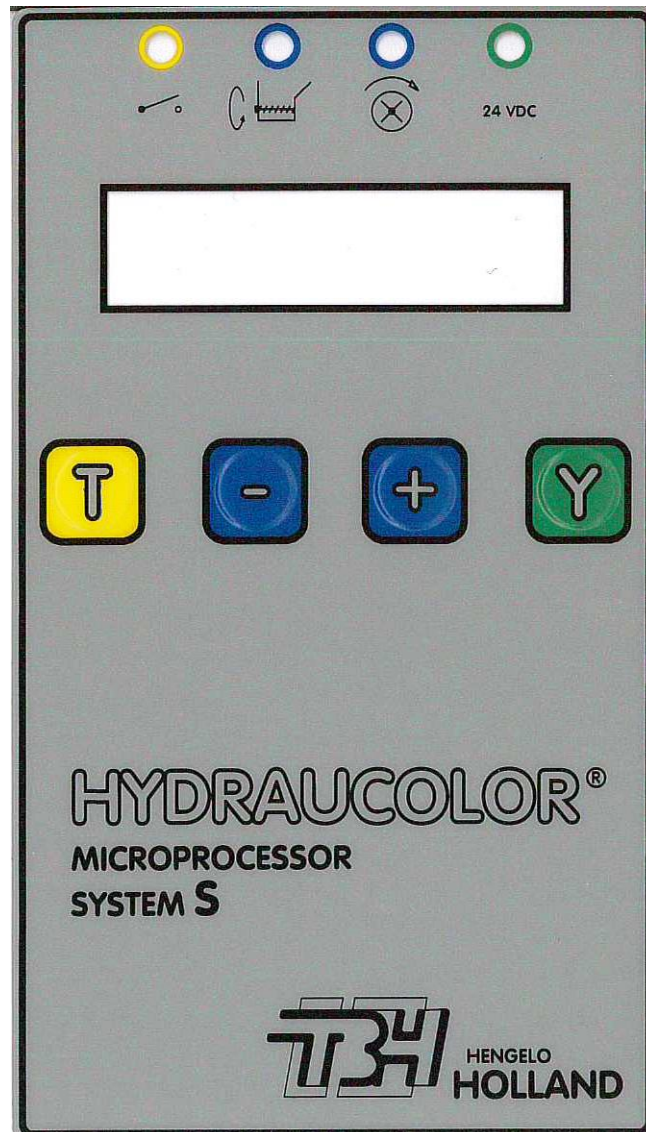 24 VDC
T - + Y
HYDRAUCOLOR®
MICROPROCESSOR
SYSTEM S
TBH HENGELO
HOLLAND